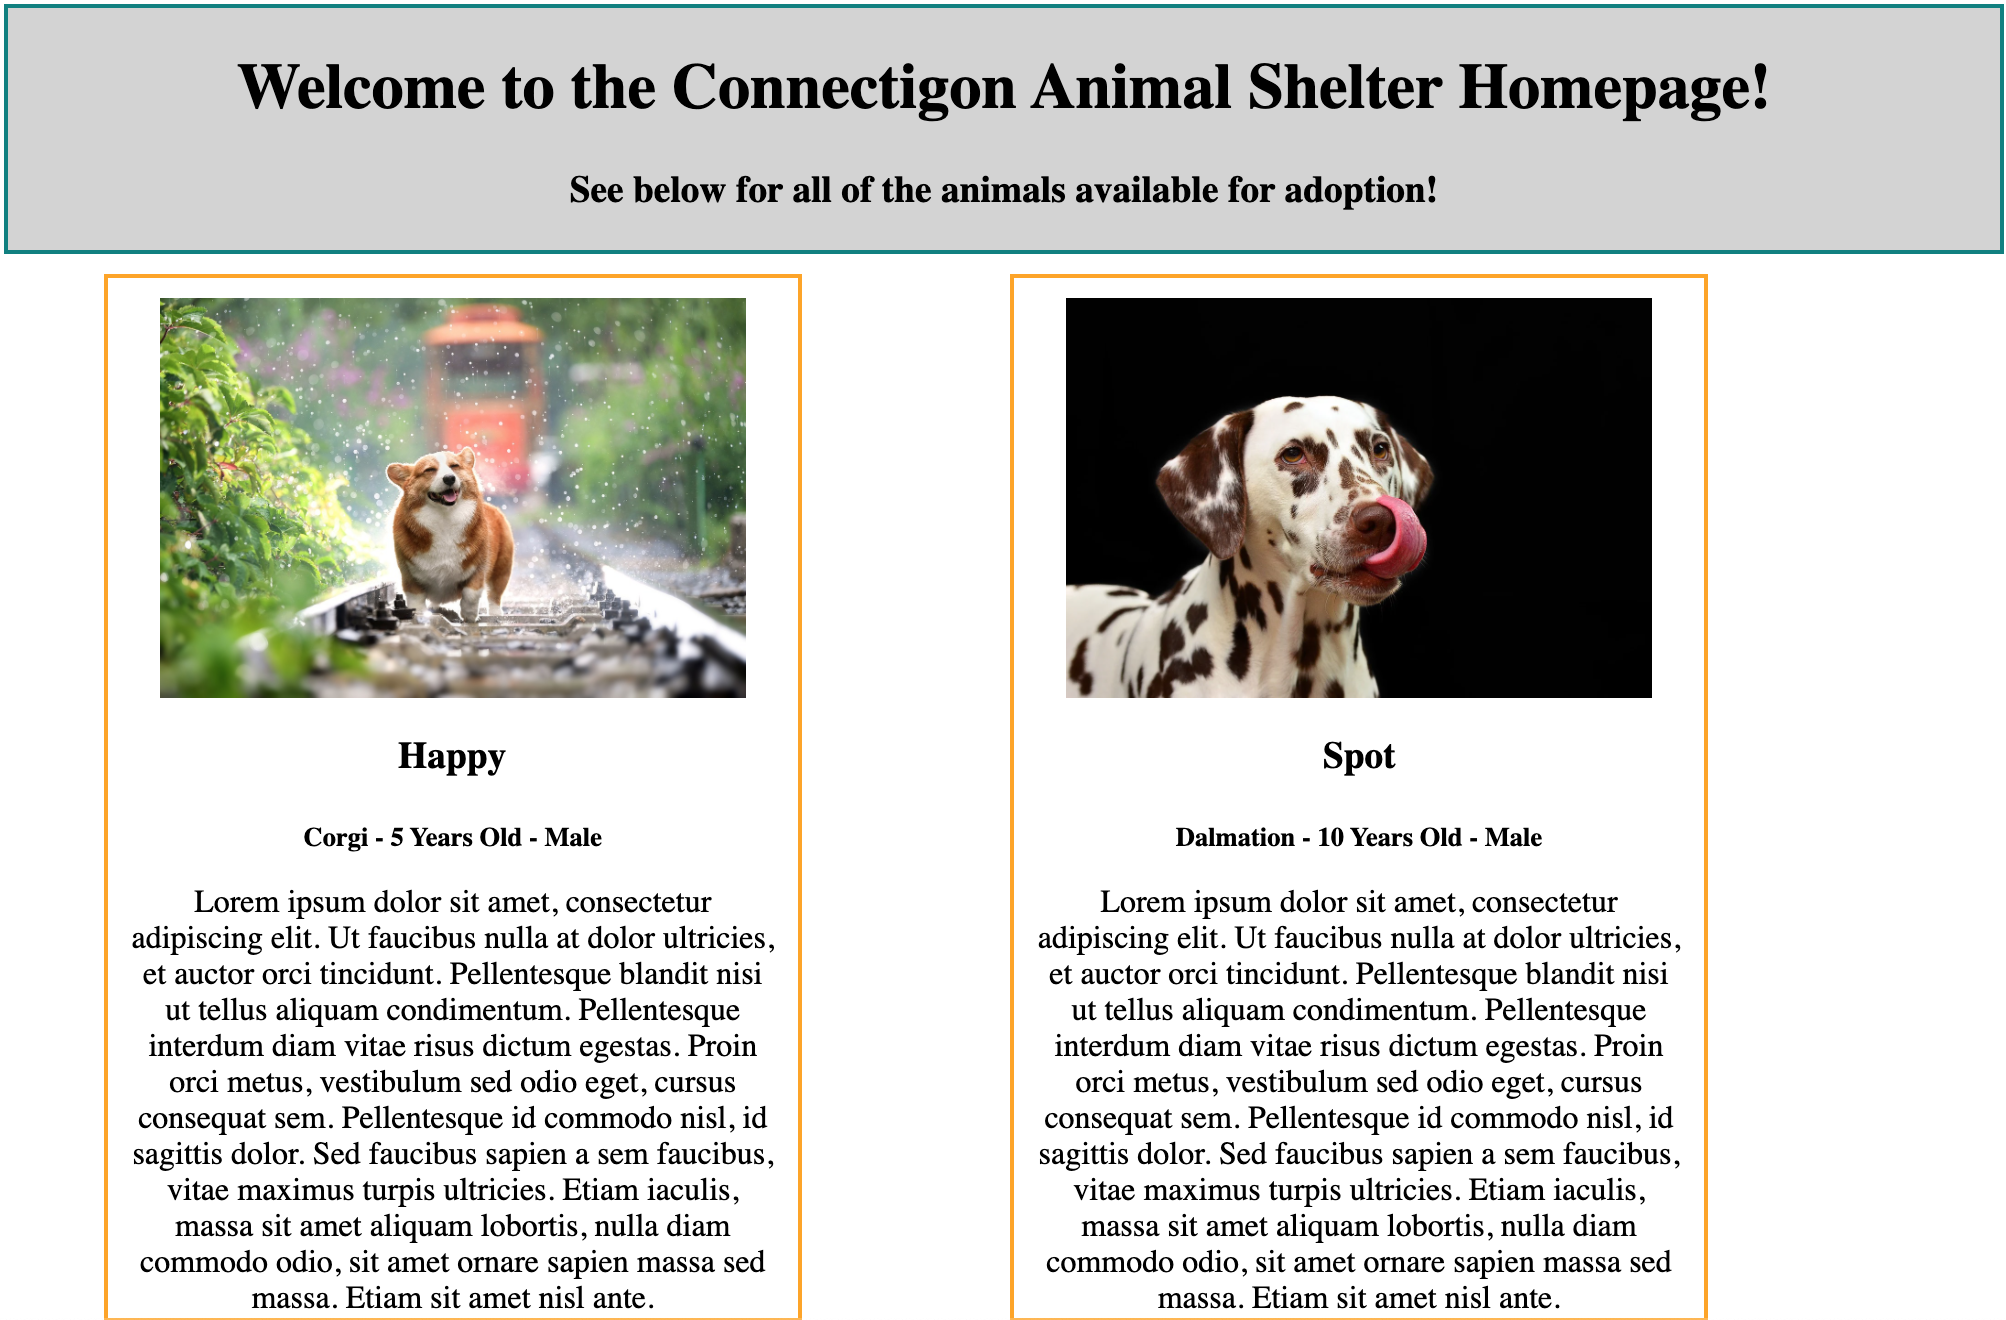 Welcome to the Connectigon Animal Shelter Homepage!
See below for all of the animals available for adoption!
Happy
Corgi - 5 Years Old - Male
Lorem ipsum dolor sit amet, consectetur
adipiscing elit. Ut faucibus nulla at dolor ultricies,
et auctor orci tincidunt. Pellentesque blandit nisi
ut tellus aliquam condimentum. Pellentesque
interdum diam vitae risus dictum egestas. Proin
orci metus, vestibulum sed odio eget, cursus
consequat sem. Pellentesque id commodo nisl, id
sagittis dolor. Sed faucibus sapien a sem faucibus,
vitae maximus turpis ultricies. Etiam iaculis,
massa sit amet aliquam lobortis, nulla diam
commodo odio, sit amet ornare sapien massa sed
massa. Etiam sit amet nisl ante.
Spot
Dalmation - 10 Years Old - Male
Lorem ipsum dolor sit amet, consectetur
adipiscing elit. Ut faucibus nulla at dolor ultricies,
et auctor orci tincidunt. Pellentesque blandit nisi
ut tellus aliquam condimentum. Pellentesque
interdum diam vitae risus dictum egestas. Proin
orci metus, vestibulum sed odio eget, cursus
consequat sem. Pellentesque id commodo nisl, id
sagittis dolor. Sed faucibus sapien a sem faucibus,
vitae maximus turpis ultricies. Etiam iaculis,
massa sit amet aliquam lobortis, nulla diam
commodo odio, sit amet ornare sapien massa sed
massa. Etiam sit amet nisl ante.